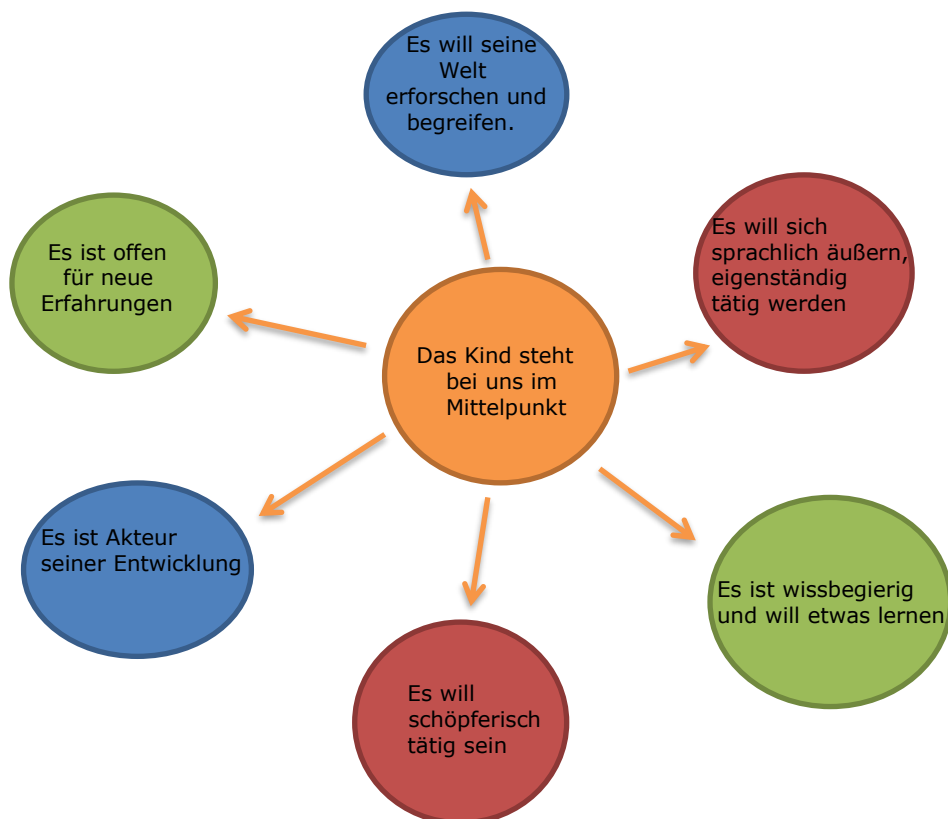 Es will seine
Welt
erforschen und
begreifen.
Es will sich
sprachlich äußern,
eigenständig
tätig werden
Es ist offen
für neue
Erfahrungen
Das Kind steht
bei uns im
Mittelpunkt
Es ist Akteur
seiner Entwicklung
Es ist wissbegierig
und will etwas lernen
Es will
schöpferisch
tätig sein